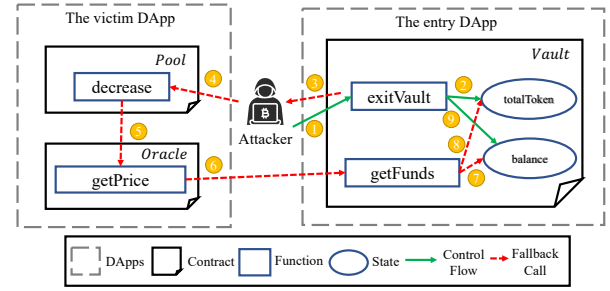 The victim DApp
The entry DApp
Pool
Vault
decrease
4
3
exitVault
2
totalToken
Attacker
1
9
5
Oracle
8
balance
getPrice
6
getFunds
7
DApps
Contract
Function
State
Control
Flow
Fallback
Call